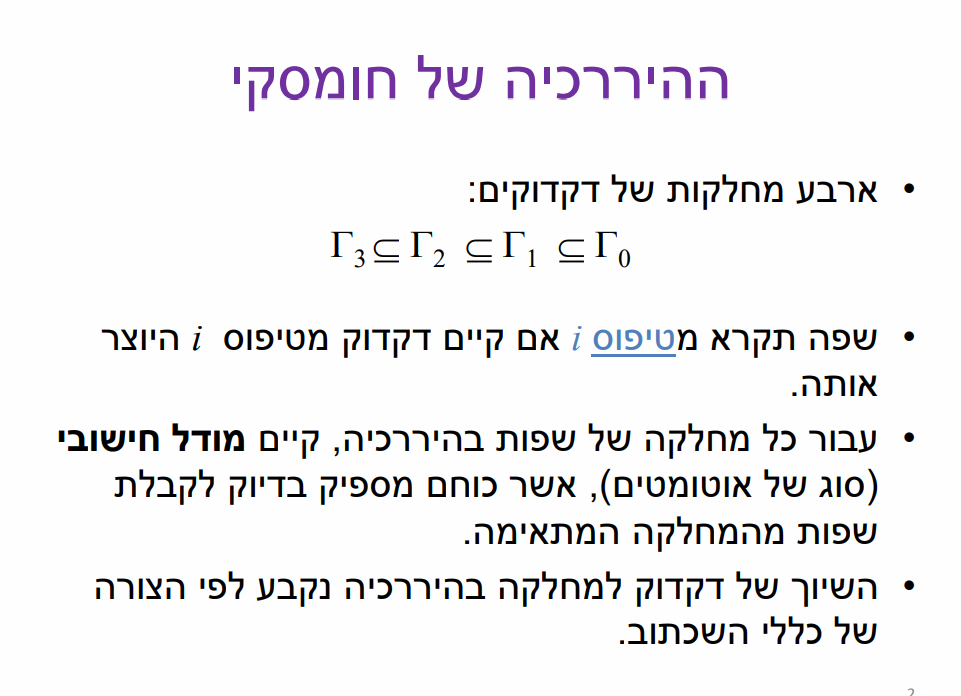 ההיררכיה של חומסקי
• ארבע מחלקות של דקדוקים:
Γ₃ ⊆ Γ₂ ⊆ Γ₁ ⊆ Γ₀
• שפה תקרא מטיפוס i אם קיים דקדוק מטיפוס i היוצר
אותה.
• עבור כל מחלקה של שפות בהיררכיה, קיים מודל חישובי
(סוג של אוטומטים), אשר כוחם מספיק בדיוק לקבלת
שפות מהמחלקה המתאימה.
• השיוך של דקדוק למחלקה בהיררכיה נקבע לפי הצורה
של כללי השכתוב.
2